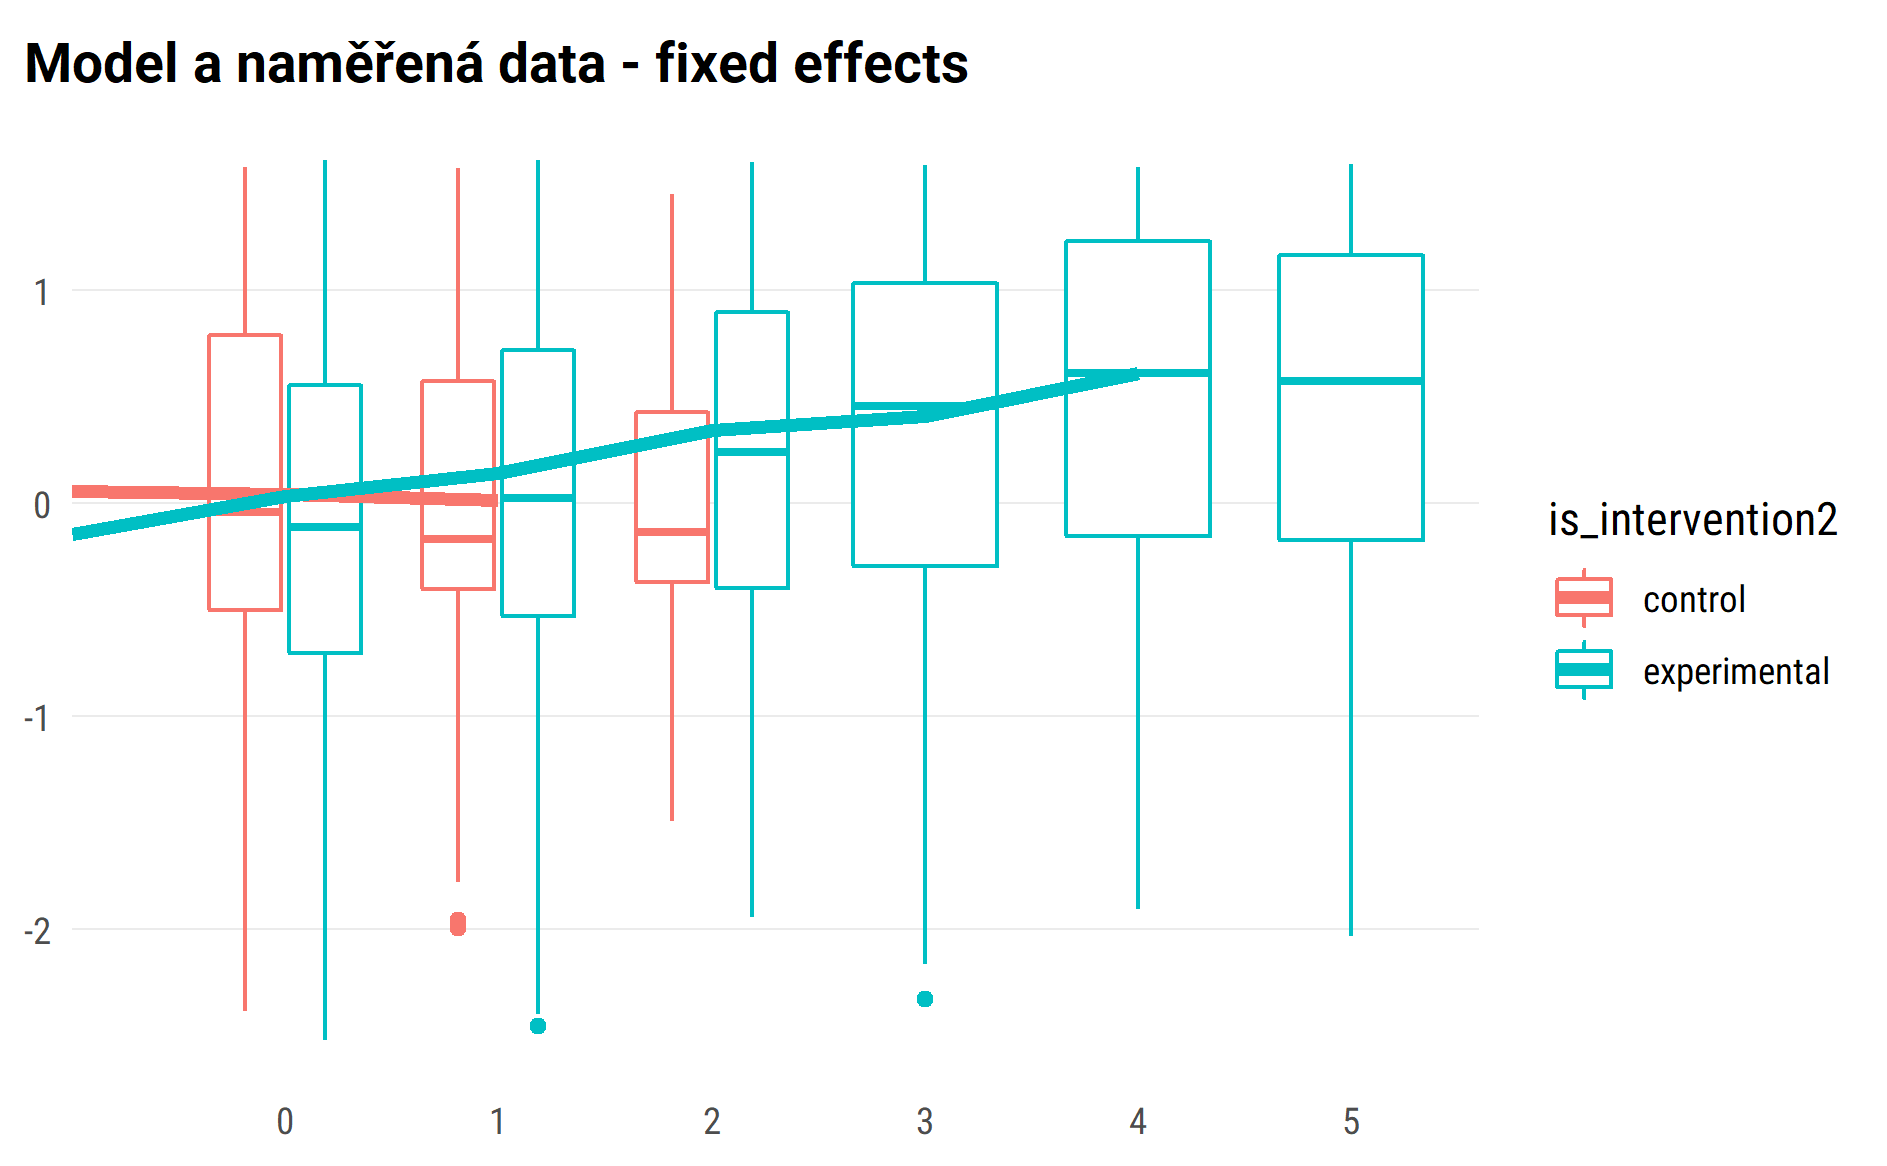 Model a naměřená data - fixed effects
1
0
-1
-2
0 1 2 3 4 5
is_intervention2
control
experimental